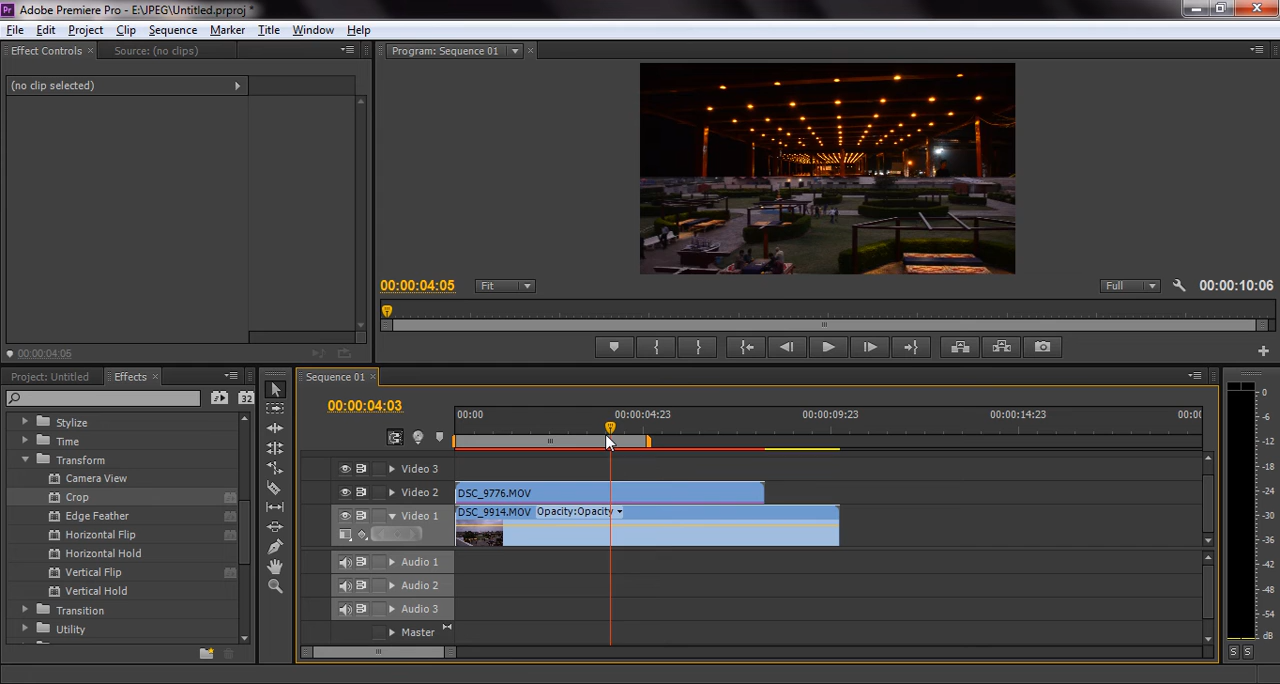 Pr Adobe Premiere Pro - E:\JPEG\Untitled.prproj *
File Edit Project Clip Sequence Marker Title Window Help
Effect Controls Source: (no clips)
(no clip selected)
00:00:04:05
Program: Sequence 01
00:00:04:05 Fit Full 00:00:10:06
Project: Untitled Effects
32
Stylize
Time
Transform
Camera View
Crop
Edge Feather
Horizontal Flip
Horizontal Hold
Vertical Flip
Vertical Hold
Transition
Utility
Sequence 01
00:00:04:03
00:00 00:00:04:23 00:00:09:23 00:00:14:23 00:00
Video 3
Video 2 DSC_9776.MOV
Video 1 DSC_9914.MOV Opacity:Opacity
Audio 1
Audio 2
Audio 3
Master
0
-6
-12
-18
-24
-30
-36
-42
-48
-54
dB
S S